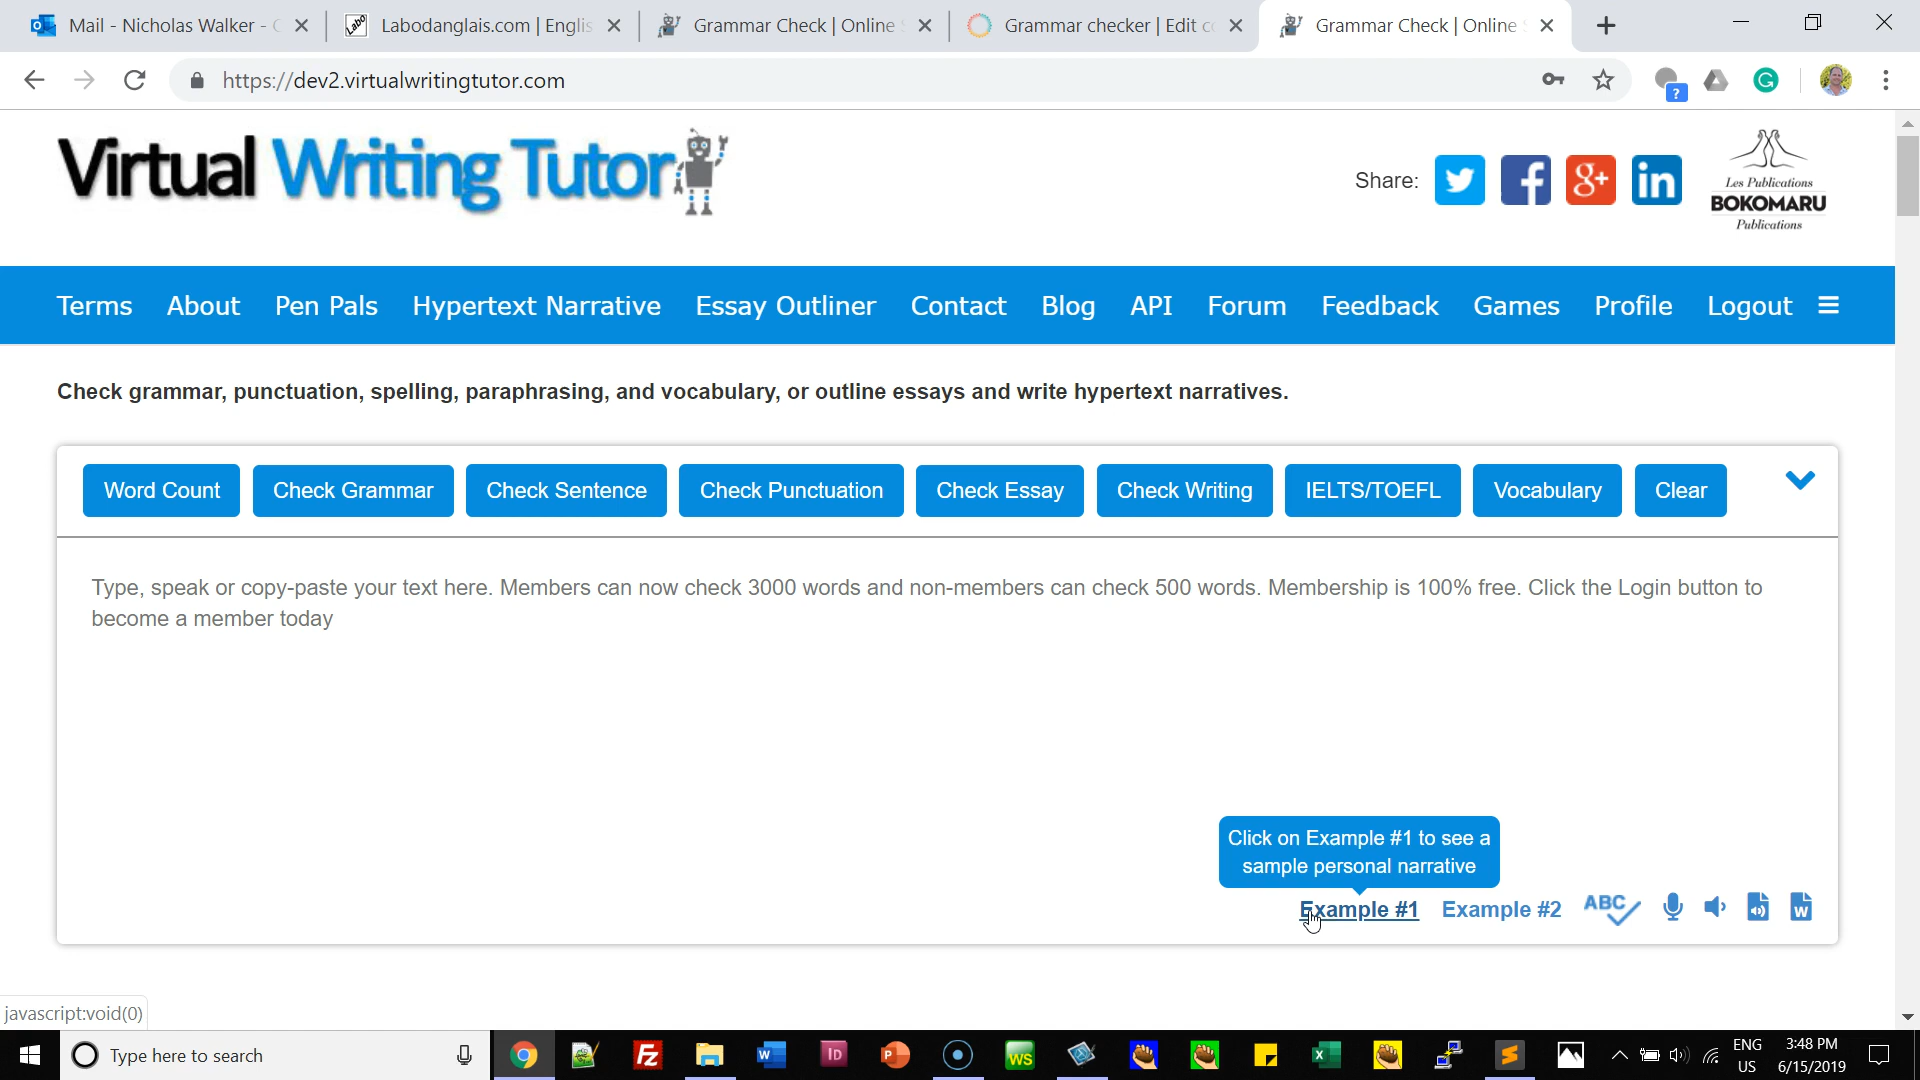 Mail - Nicholas Walker -
Labodanglais.com | Englis
Grammar Check | Online
Grammar checker | Edit
Grammar Check | Online
https://dev2.virtualwritingtutor.com
Virtual Writing Tutor
Share:
Les Publications
BOKOMARU
Publications
Terms About Pen Pals Hypertext Narrative Essay Outliner Contact Blog API Forum Feedback Games Profile Logout
Check grammar, punctuation, spelling, paraphrasing, and vocabulary, or outline essays and write hypertext narratives.
Word Count Check Grammar Check Sentence Check Punctuation Check Essay Check Writing IELTS/TOEFL Vocabulary Clear
Type, speak or copy-paste your text here. Members can now check 3000 words and non-members can check 500 words. Membership is 100% free. Click the Login button to
become a member today
Click on Example #1 to see a
sample personal narrative
Example #1 Example #2 ABC
javascript:void(0)
Type here to search
ENG
US
3:48 PM
6/15/2019